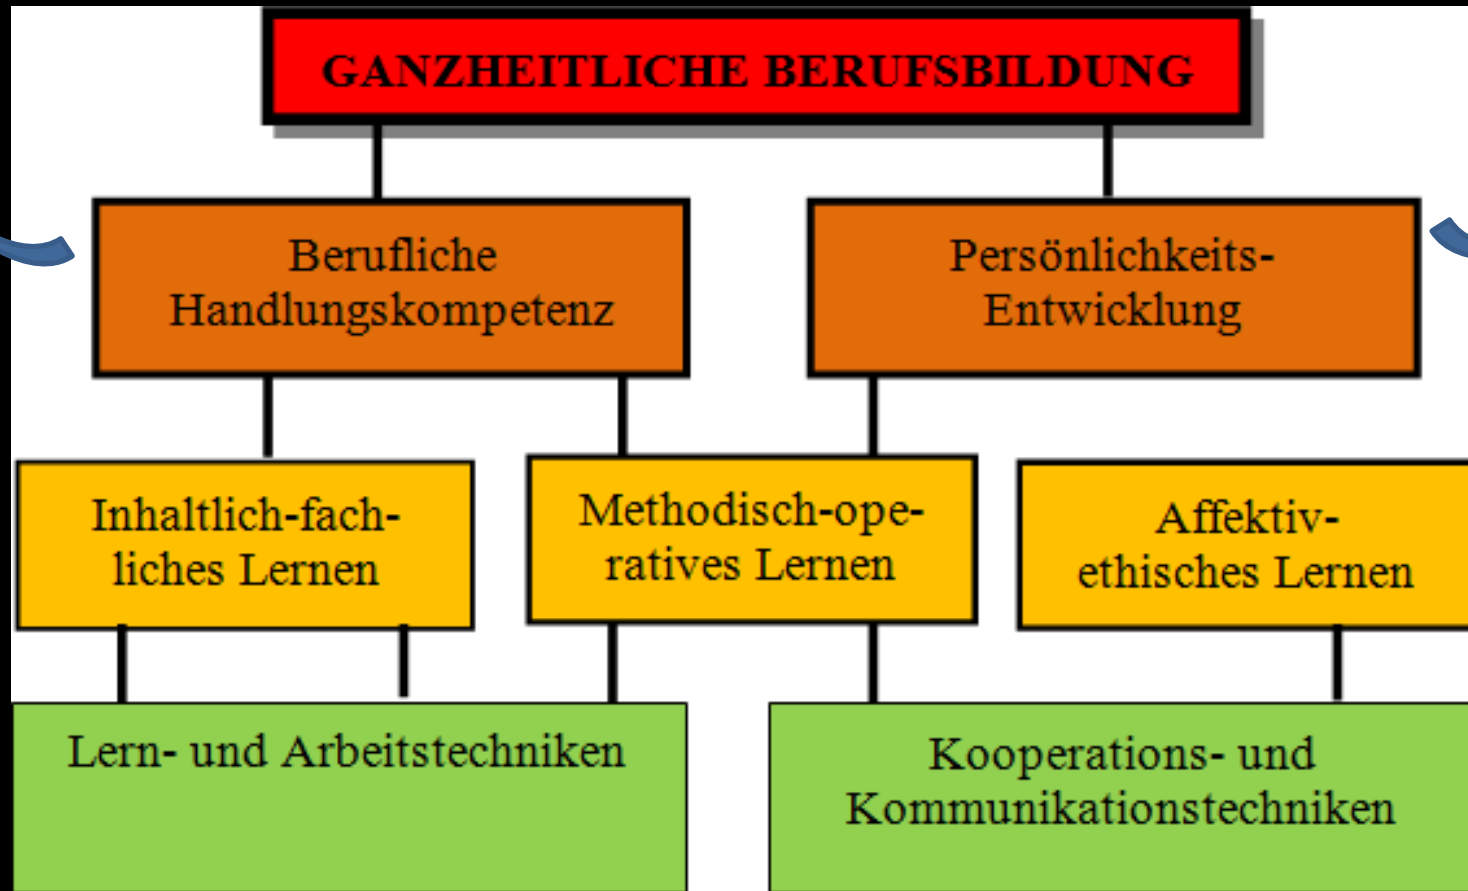 GANZHEITLICHE BERUFSBILDUNG
Berufliche
Handlungskompetenz
Persönlichkeits-
Entwicklung
Inhaltlich-fach-
liches Lernen
Methodisch-ope-
ratives Lernen
Affektiv-
ethisches Lernen
Lern- und Arbeitstechniken
Kooperations- und
Kommunikationstechniken